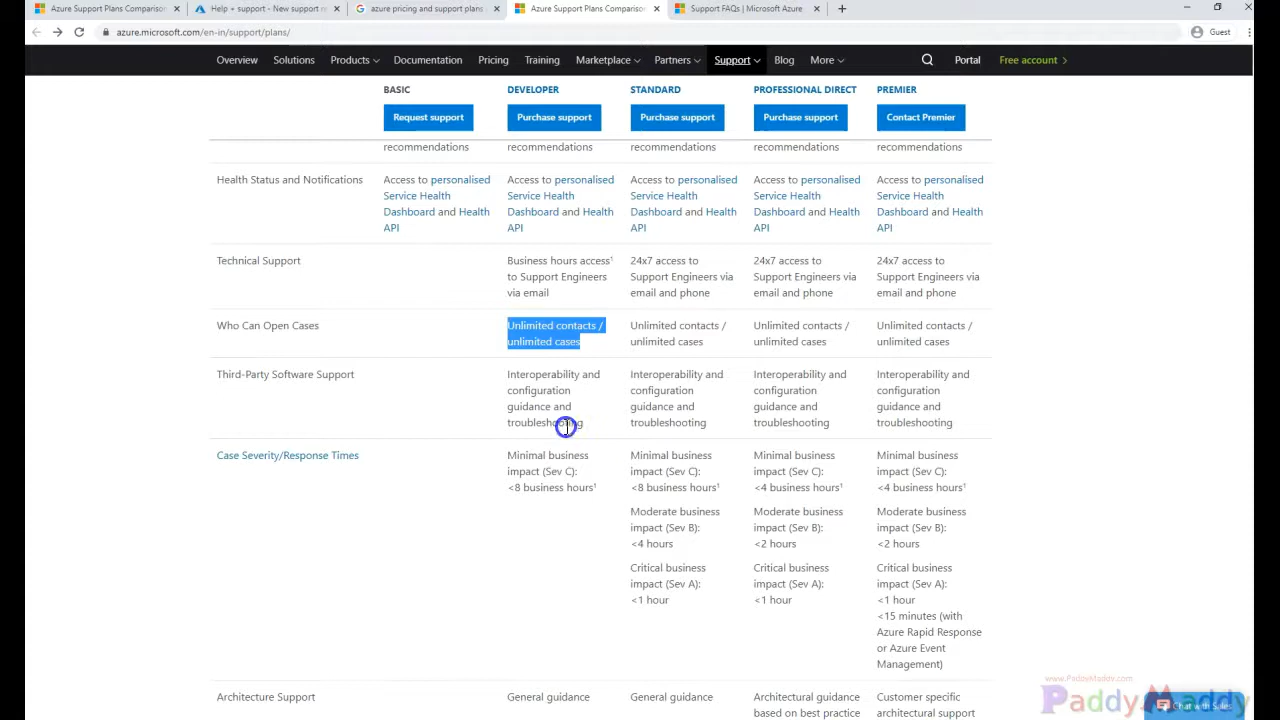 Azure Support Plans Comparison
Help + support - New support re
azure pricing and support plans
Azure Support Plans Comparison
Support FAQs | Microsoft Azure
azure.microsoft.com/en-in/support/plans/
Guest
Overview Solutions Products Documentation Pricing Training Marketplace Partners Support Blog More Portal Free account
BASIC DEVELOPER STANDARD PROFESSIONAL DIRECT PREMIER
Request support Purchase support Purchase support Purchase support Contact Premier
recommendations recommendations recommendations recommendations recommendations
Health Status and Notifications Access to personalised Access to personalised Access to personalised Access to personalised Access to personalised
Service Health Service Health Service Health Service Health Service Health
Dashboard and Health Dashboard and Health Dashboard and Health Dashboard and Health Dashboard and Health
API API API API API
Technical Support Business hours access¹ 24x7 access to 24x7 access to 24x7 access to
to Support Engineers Support Engineers via Support Engineers via Support Engineers via
via email email and phone email and phone email and phone
Who Can Open Cases Unlimited contacts / Unlimited contacts / Unlimited contacts / Unlimited contacts /
unlimited cases unlimited cases unlimited cases unlimited cases
Third-Party Software Support Interoperability and Interoperability and Interoperability and Interoperability and
configuration configuration configuration configuration
guidance and guidance and guidance and guidance and
troubleshooting troubleshooting troubleshooting troubleshooting
Case Severity/Response Times Minimal business Minimal business Minimal business Minimal business
impact (Sev C): impact (Sev C): impact (Sev C): impact (Sev C):
<8 business hours¹ <8 business hours¹ <4 business hours¹ <4 business hours¹
Moderate business Moderate business Moderate business
impact (Sev B): impact (Sev B): impact (Sev B):
<4 hours <2 hours <2 hours
Critical business Critical business Critical business
impact (Sev A): impact (Sev A): impact (Sev A):
<1 hour <1 hour <1 hour
<15 minutes (with
Azure Rapid Response
or Azure Event
Management)
www.PaddyMaddy.com
Architecture Support General guidance General guidance Architectural guidance Customer specific
based on best practice architectural support
PaddyMaddy
Chat with Sales